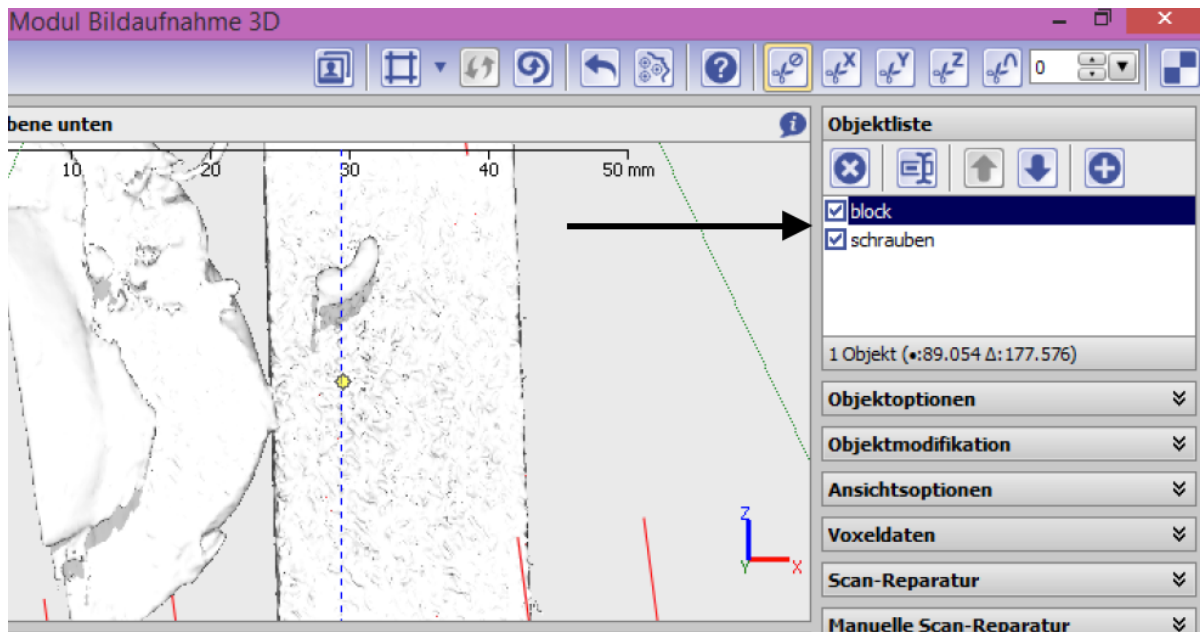 Modul Bildaufnahme 3D
0
bene unten
Objektliste
10 20 30 40 50 mm
block
schrauben
1 Objekt (•:89.054 Δ:177.576)
Objektoptionen
Objektmodifikation
Ansichtsoptionen
Voxeldaten
Scan-Reparatur
Manuelle Scan-Reparatur
X
Y
Z
Z
Y
X